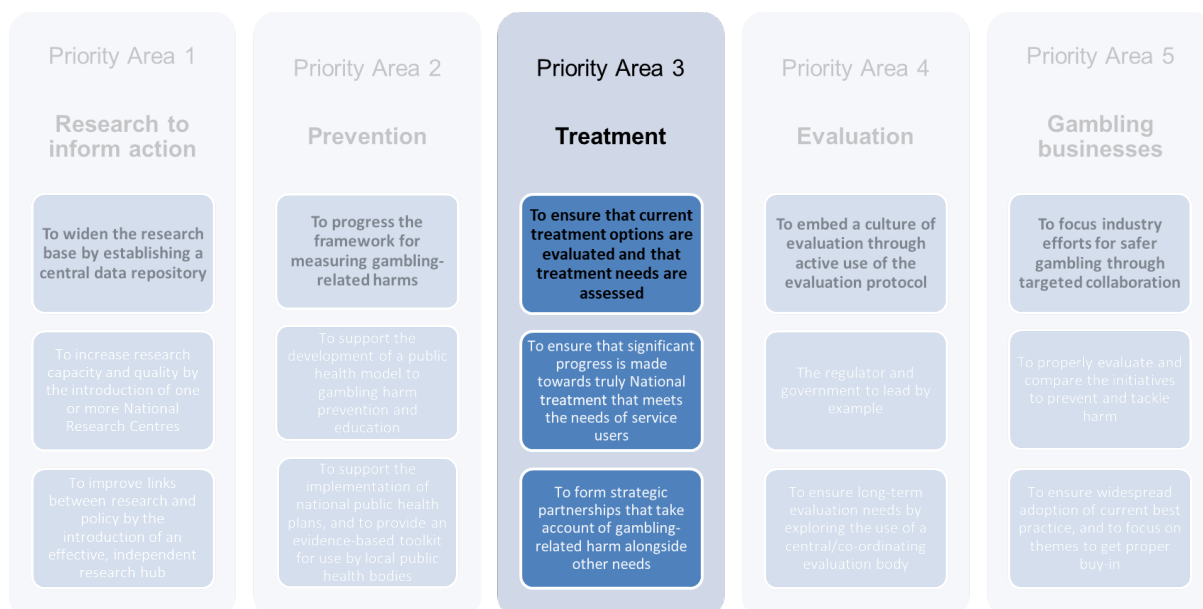 Priority Area 1
Research to
inform action
To widen the research
base by establishing a
central data repository
To increase research
capacity and quality by
the introduction of one
or more National
Research Centres
To improve links
between research and
policy by the
introduction of an
effective, independent
research hub
Priority Area 2
Prevention
To progress the
framework for
measuring gambling-
related harms
To support the
development of a public
health model to
gambling harm
prevention and
education
To support the
implementation of
national public health
plans, and to provide an
evidence-based toolkit
for use by local public
health bodies
Priority Area 3
Treatment
To ensure that current
treatment options are
evaluated and that
treatment needs are
assessed
To ensure that significant
progress is made
towards truly National
treatment that meets
the needs of service
users
To form strategic
partnerships that take
account of gambling-
related harm alongside
other needs
Priority Area 4
Evaluation
To embed a culture of
evaluation through
active use of the
evaluation protocol
The regulator and
government to lead by
example
To ensure long-term
evaluation needs by
exploring the use of a
central/co-ordinating
evaluation body
Priority Area 5
Gambling
businesses
To focus industry
efforts for safer
gambling through
targeted collaboration
To properly evaluate and
compare the initiatives
to prevent and tackle
harm
To ensure widespread
adoption of current best
practice, and to focus on
themes to get proper
buy-in